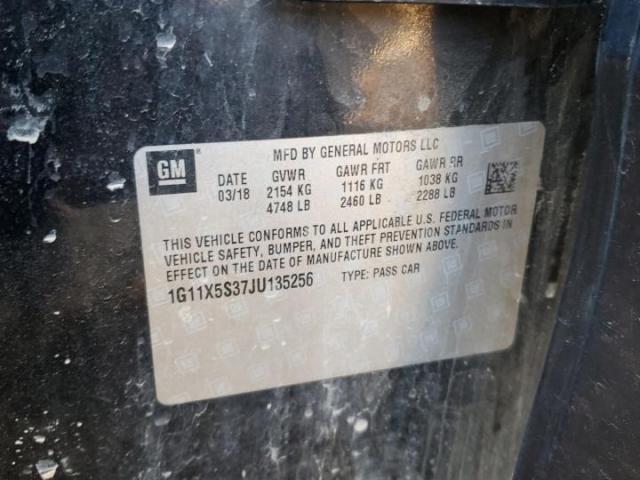 GM®
MFD BY GENERAL MOTORS LLC
DATE GVWR GAWR FRT GAWR RR
03/18 2154 KG 1116 KG 1038 KG
4748 LB 2460 LB 2288 LB
THIS VEHICLE CONFORMS TO ALL APPLICABLE U.S. FEDERAL MOTOR
VEHICLE SAFETY, BUMPER, AND THEFT PREVENTION STANDARDS IN
EFFECT ON THE DATE OF MANUFACTURE SHOWN ABOVE.
1G11X5S37JU135256 TYPE: PASS CAR